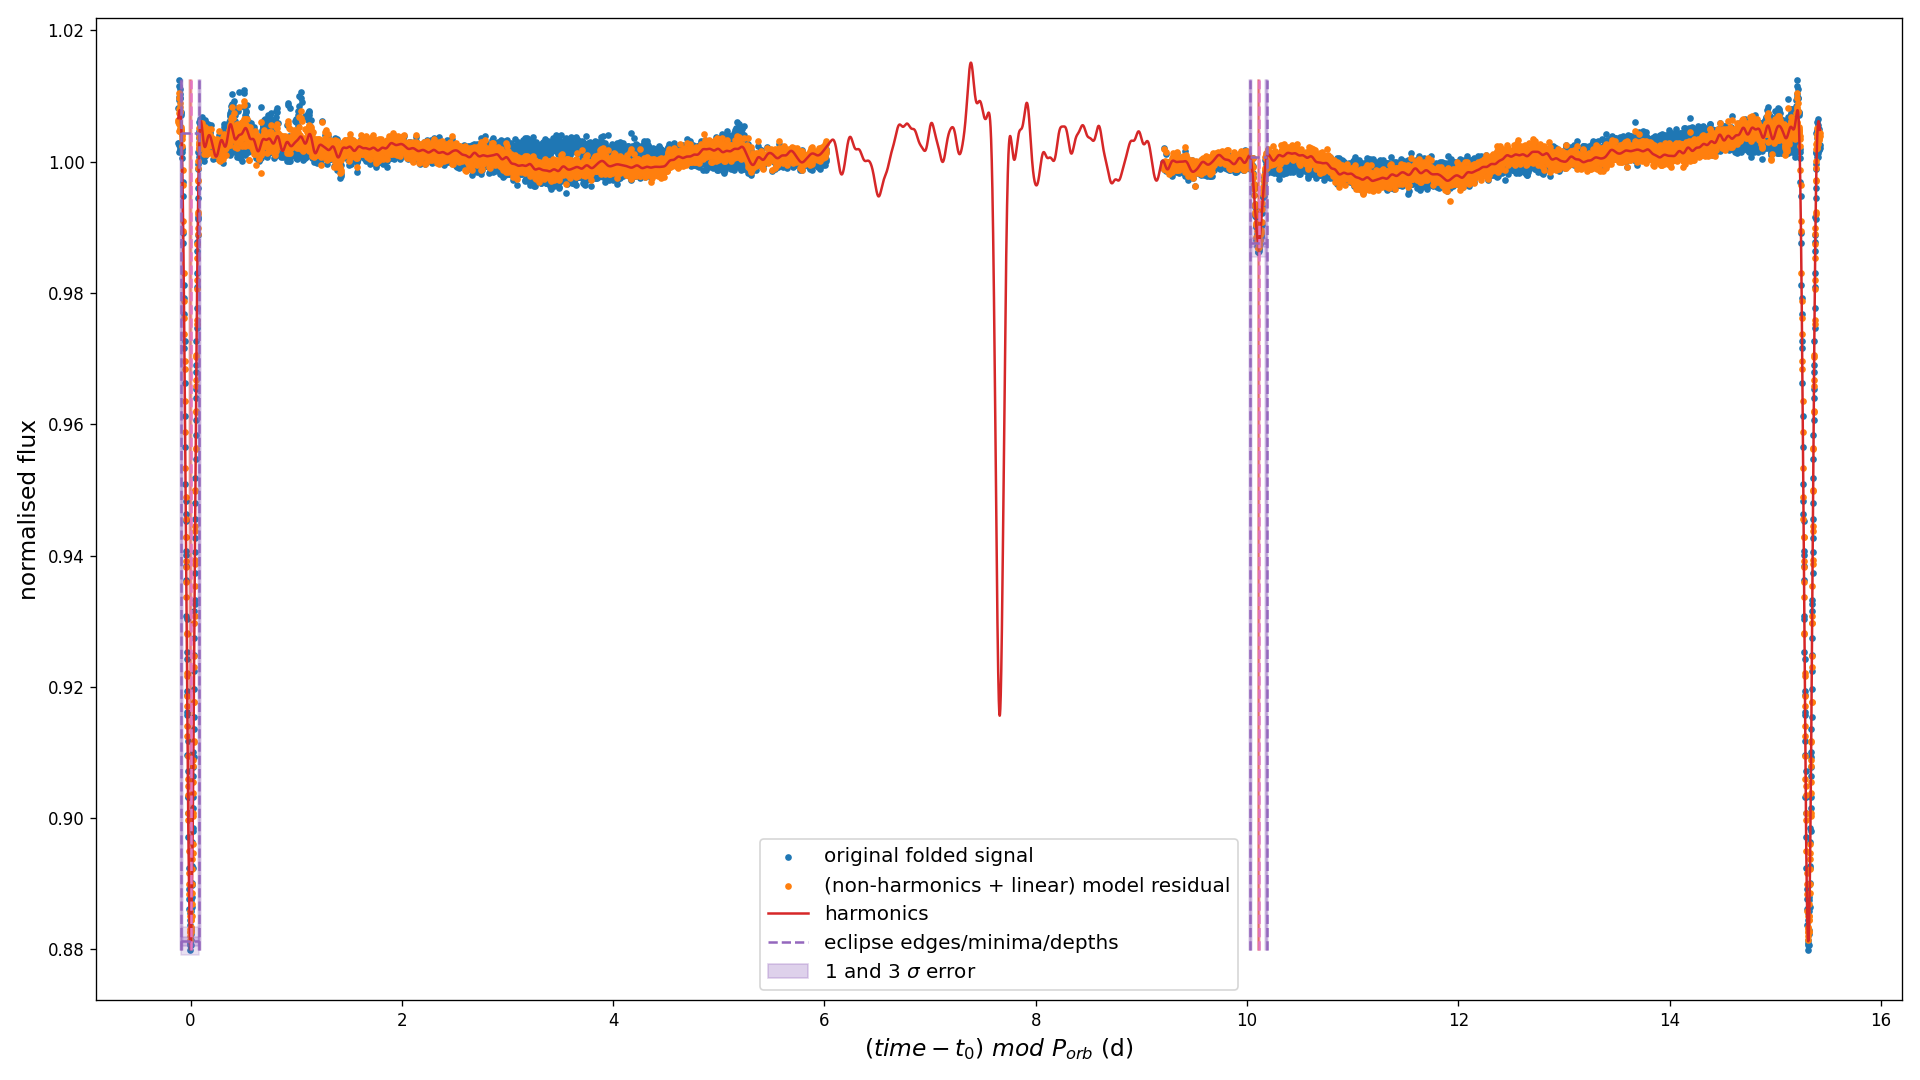 1.02
1.00
0.98
0.96
0.94
0.92
0.90
0.88
normalised flux
original folded signal
(non-harmonics + linear) model residual
harmonics
eclipse edges/minima/depths
1 and 3 σ error
0 2 4 6 8 10 12 14 16
(time − t₀) mod P_orb (d)